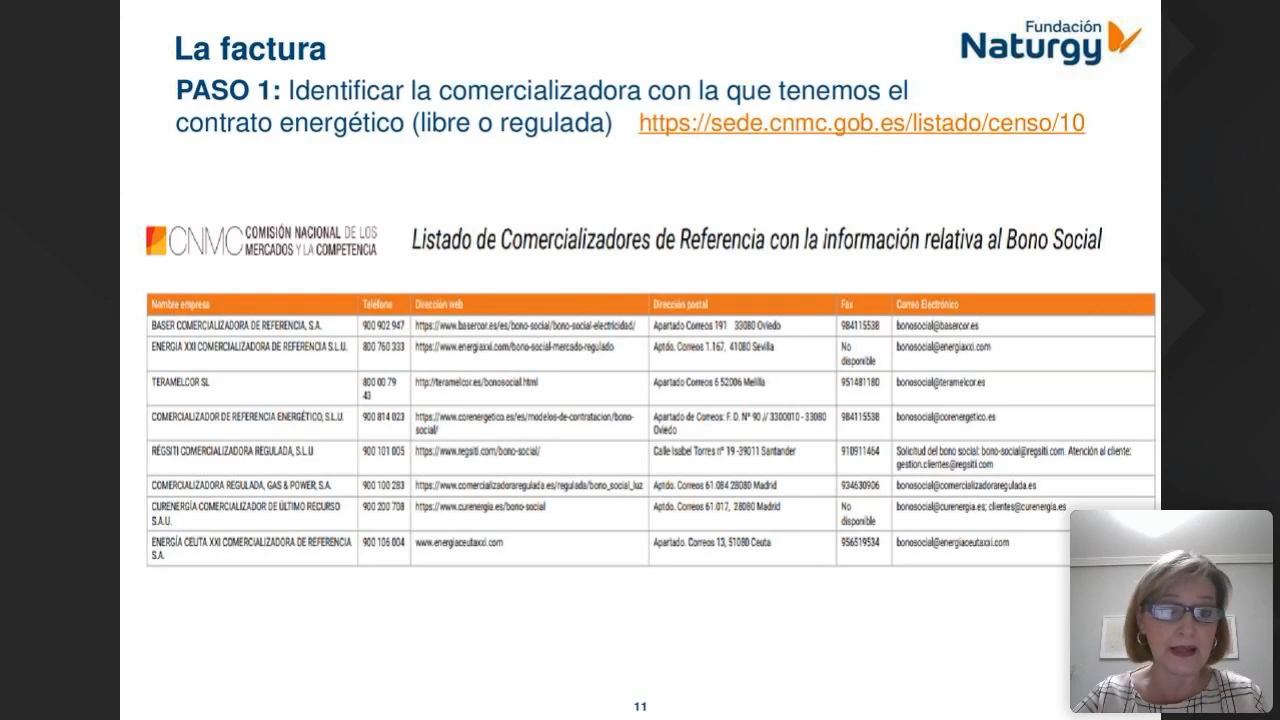 La factura
Fundación
Naturgy
PASO 1: Identificar la comercializadora con la que tenemos el
contrato energético (libre o regulada) https://sede.cnmc.gob.es/listado/censo/10
CNMC COMISIÓN NACIONAL DE LOS
MERCADOS Y LA COMPETENCIA
Listado de Comercializadores de Referencia con la información relativa al Bono Social
Nombre empresa Teléfono Dirección web Dirección postal Fax Correo Electrónico
BASER COMERCIALIZADORA DE REFERENCIA, S.A. 900 902 947 https://www.basercor.es/es/bono-social/bono-social-electricidad/ Apartado Correos 191 33080 Oviedo 984115538 bonosocial@basercor.es
ENERGIA XXI COMERCIALIZADORA DE REFERENCIA S.L.U. 800 760 333 https://www.energiaxxi.com/bono-social-mercado-regulado Aptdo. Correos 1.167, 41080 Sevilla No bonosocial@energiaxxi.com
disponible
TERAMELCOR SL 800 00 79 http://teramelcor.es/bonosocial.html Apartado Correos 6 52006 Melilla 951481180 bonosocial@teramelcor.es
43
COMERCIALIZADOR DE REFERENCIA ENERGÉTICO, S.L.U. 900 814 023 https://www.corenergetico.es/es/modelos-de-contratacion/bono- Apartado de Correos: F. D. Nº 90 // 3300010 - 33080 984115538 bonosocial@corenergetico.es
social/ Oviedo
RÉGSITI COMERCIALIZADORA REGULADA, S.L.U 900 101 005 https://www.regsiti.com/bono-social/ Calle Isabel Torres nº 19 -39011 Santander 910911464 Solicitud del bono social: bono-social@regsiti.com. Atención al cliente:
gestion.clientes@regsiti.com
COMERCIALIZADORA REGULADA, GAS & POWER, S.A. 900 100 283 https://www.comercializadoraregulada.es/regulada/bono_social_luz Aptdo. Correos 61.084 28080 Madrid 934630906 bonosocial@comercializadoraregulada.es
CURENERGÍA COMERCIALIZADOR DE ÚLTIMO RECURSO 900 200 708 https://www.curenergia.es/bono-social Aptdo. Correos 61.017, 28080 Madrid No bonosocial@curenergia.es; clientes@curenergia.es
S.A.U. disponible
ENERGÍA CEUTA XXI COMERCIALIZADORA DE REFERENCIA 900 106 004 www.energiaceutaxxi.com Apartado. Correos 13, 51080 Ceuta 956519534 bonosocial@energiaceutaxxi.com
S.A.
11